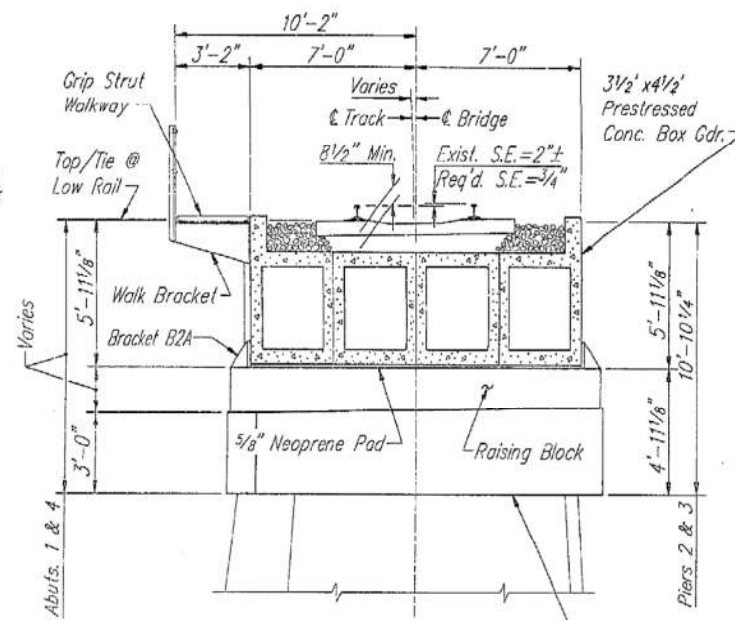 10'-2"
3'-2"
7'-0"
7'-0"
Grip Strut
Walkway
Varies
℄ Track
℄ Bridge
3½' x4½'
Prestressed
Conc. Box Gdr.
Top/Tie @
Low Rail
8½" Min.
Exist. S.E.=2"±
Req'd. S.E.=¾"
Walk Bracket
Bracket B2A
Varies
5'-11⅛"
3'-0"
5'-11⅛"
10'-10¼"
4'-11⅛"
⅝" Neoprene Pad
Raising Block
Abuts. 1 & 4
Piers 2 & 3